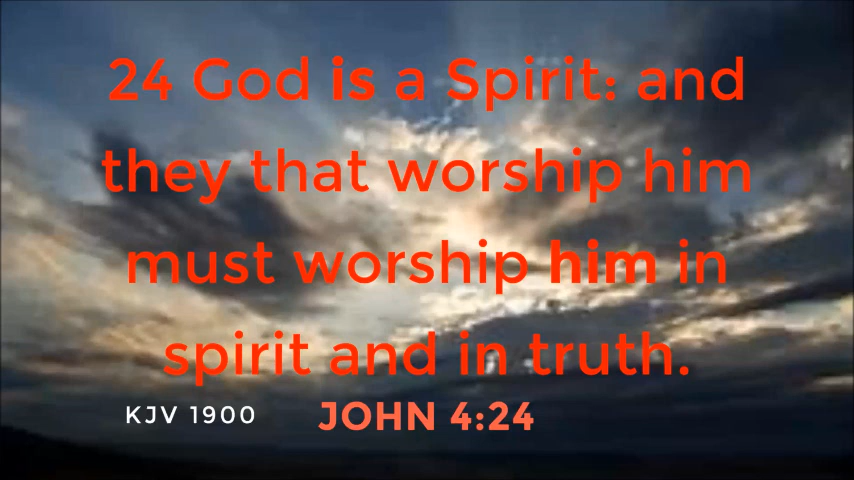 24 God is a Spirit: and
they that worship him
must worship him in
spirit and in truth.
KJV 1900 JOHN 4:24